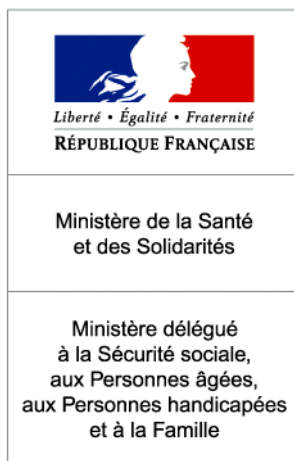 Liberté • Égalité • Fraternité
RÉPUBLIQUE FRANÇAISE
Ministère de la Santé
et des Solidarités
Ministère délégué
à la Sécurité sociale,
aux Personnes âgées,
aux Personnes handicapées
et à la Famille